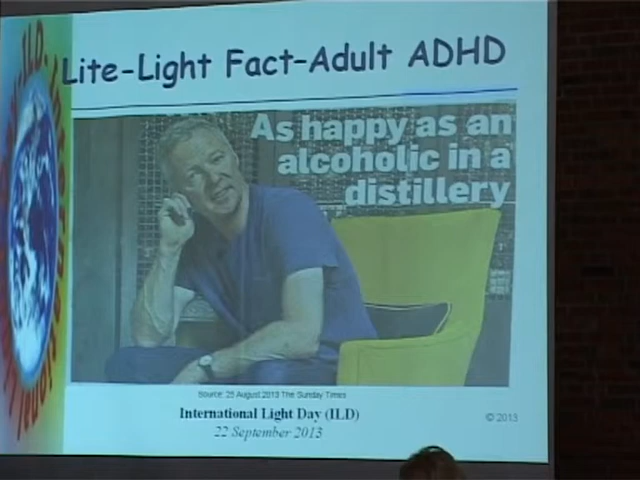 Lite-Light Fact-Adult ADHD
As happy as an
alcoholic in a
distillery
Source: 25 August 2013 The Sunday Times
International Light Day (ILD)
22 September 2013
© 2013